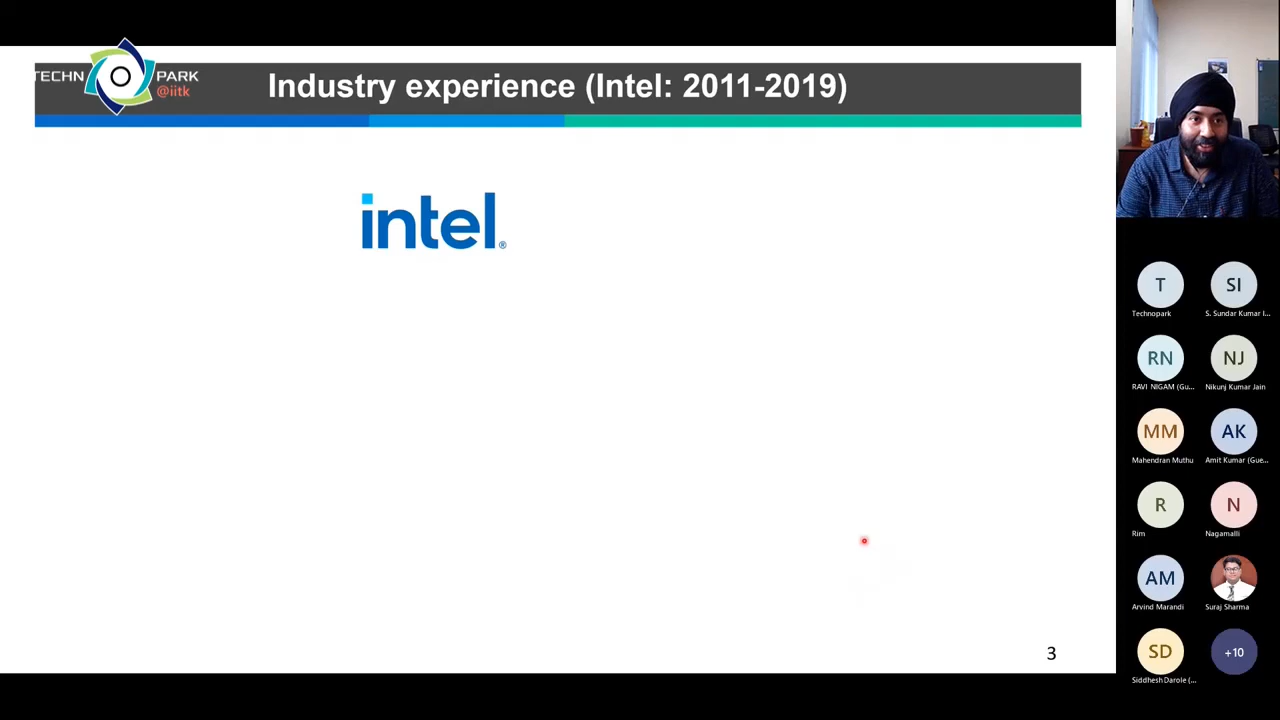 TECHN PARK
@iitk
Industry experience (Intel: 2011-2019)
intel®
3
T
Technopark
SI
S. Sundar Kumar I...
RN
RAVI NIGAM (Gu...
NJ
Nikunj Kumar Jain
MM
Mahendran Muthu
AK
Amit Kumar (Gue...
R
Rim
N
Nagamalli
AM
Arvind Marandi
Suraj Sharma
SD
Siddhesh Darole (...
+10